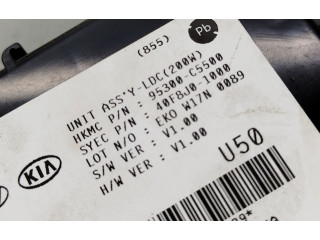 (855)
Pb
UNIT ASS'Y-LDC(200W)
HKMC P/N : 95300-C5500
SYEC P/N : 40F8J0-1000
LOT N/O : EKO W17N 0089
S/W VER : V1.00
H/W VER : V1.00
KIA
U50